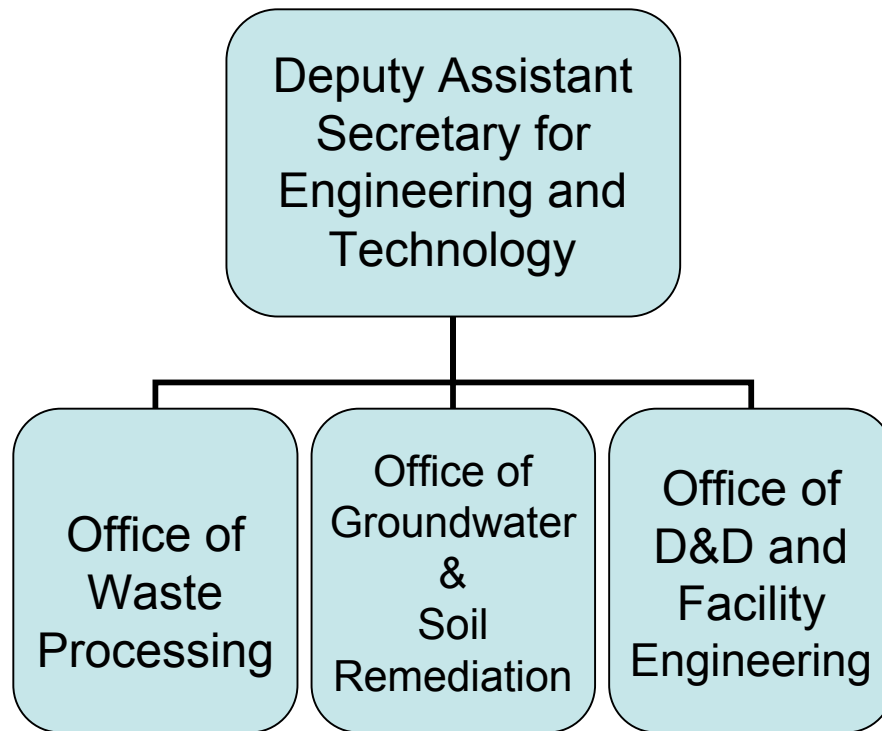 Deputy Assistant
Secretary for
Engineering and
Technology
Office of
Waste
Processing
Office of
Groundwater
&
Soil
Remediation
Office of
D&D and
Facility
Engineering